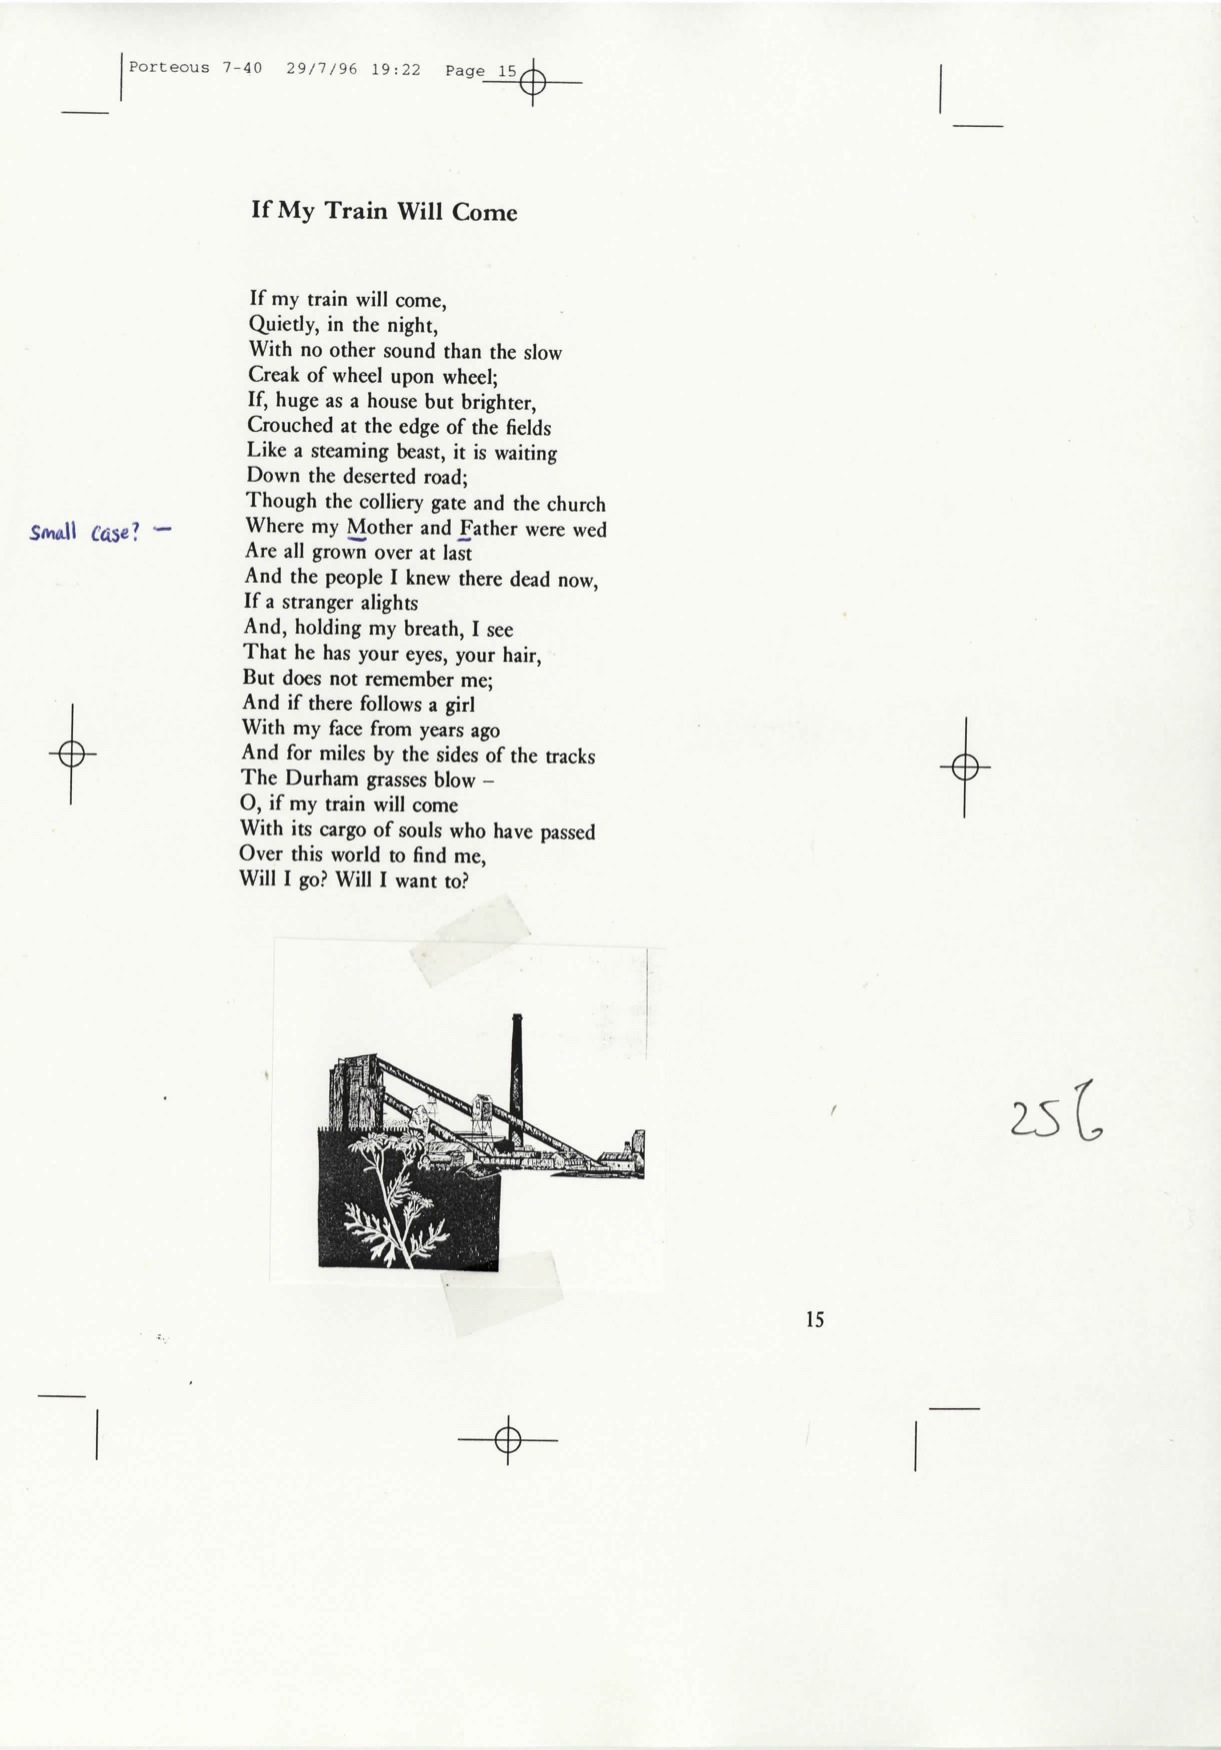 Porteous 7-40 29/7/96 19:22 Page 15
If My Train Will Come
If my train will come,
Quietly, in the night,
With no other sound than the slow
Creak of wheel upon wheel;
If, huge as a house but brighter,
Crouched at the edge of the fields
Like a steaming beast, it is waiting
Down the deserted road;
Though the colliery gate and the church
Small case? – Where my Mother and Father were wed
Are all grown over at last
And the people I knew there dead now,
If a stranger alights
And, holding my breath, I see
That he has your eyes, your hair,
But does not remember me;
And if there follows a girl
With my face from years ago
And for miles by the sides of the tracks
The Durham grasses blow –
O, if my train will come
With its cargo of souls who have passed
Over this world to find me,
Will I go? Will I want to?
15